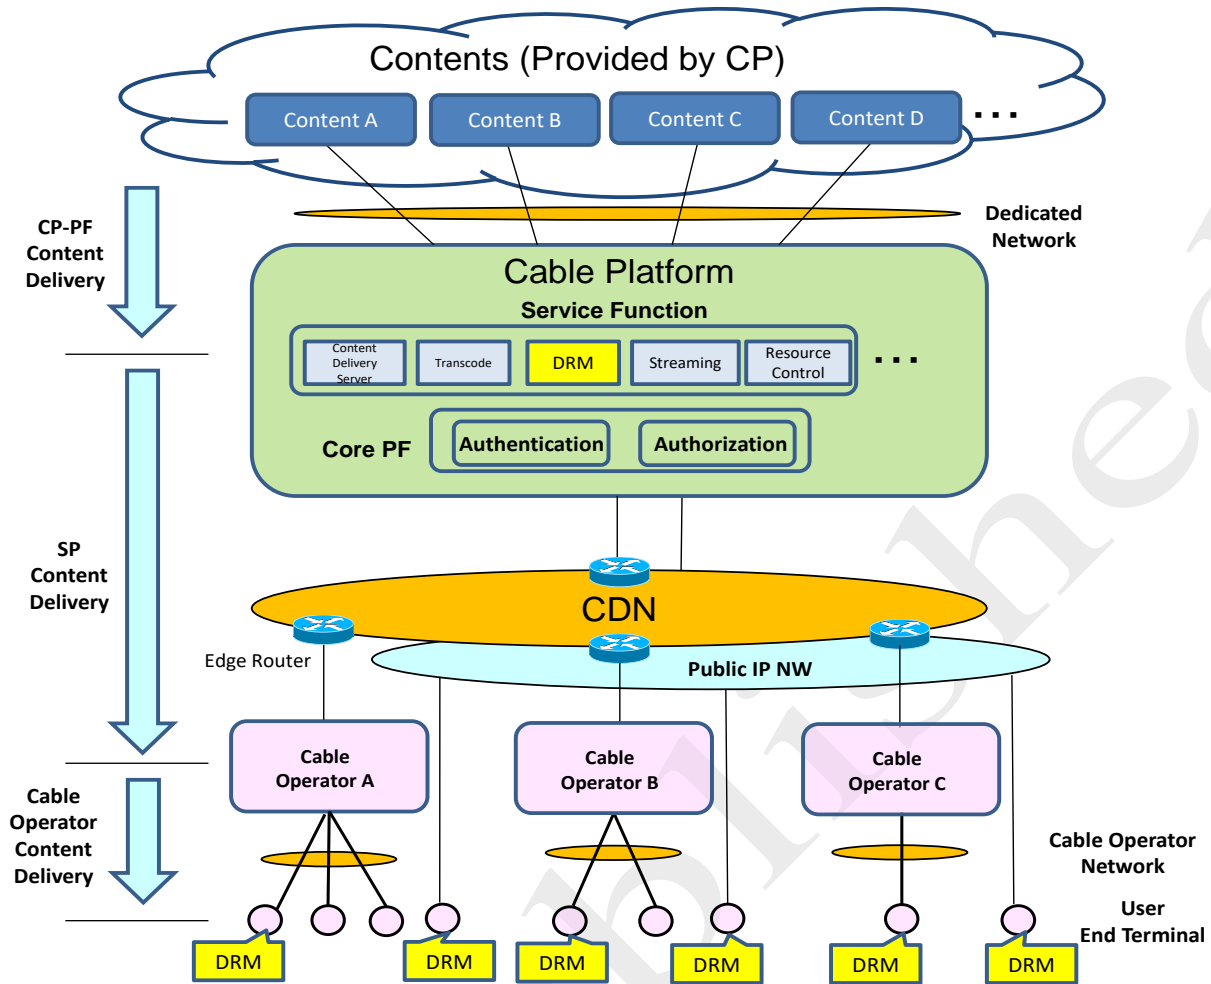 Contents (Provided by CP)
Content A
Content B
Content C
Content D
...
CP-PF
Content
Delivery
Dedicated
Network
Cable Platform
Service Function
Content
Delivery
Server
Transcode
DRM
Streaming
Resource
Control
...
Core PF
Authentication
Authorization
SP
Content
Delivery
CDN
Edge Router
Public IP NW
Cable
Operator A
Cable
Operator B
Cable
Operator C
Cable
Operator
Content
Delivery
Cable Operator
Network
User
End Terminal
DRM
DRM
DRM
DRM
DRM
DRM